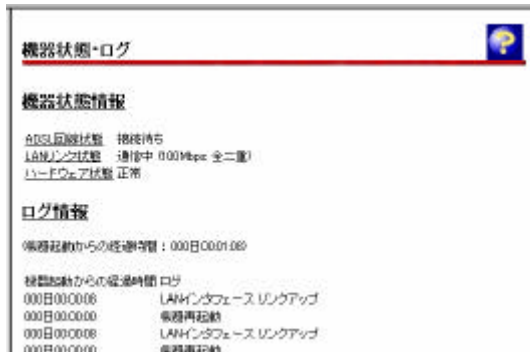 機器状態・ログ
機器状態情報
ADSL回線状態 接続待ち
LANリンク状態 通信中 (100Mbps 全二重)
ハードウェア状態 正常
ログ情報
(機器起動からの経過時間 : 000日00:01:08)
機器起動からの経過時間 ログ
000日00:00:08 LANインタフェース リンクアップ
000日00:00:00 機器再起動
000日00:00:08 LANインタフェース リンクアップ
000日00:00:00 機器再起動